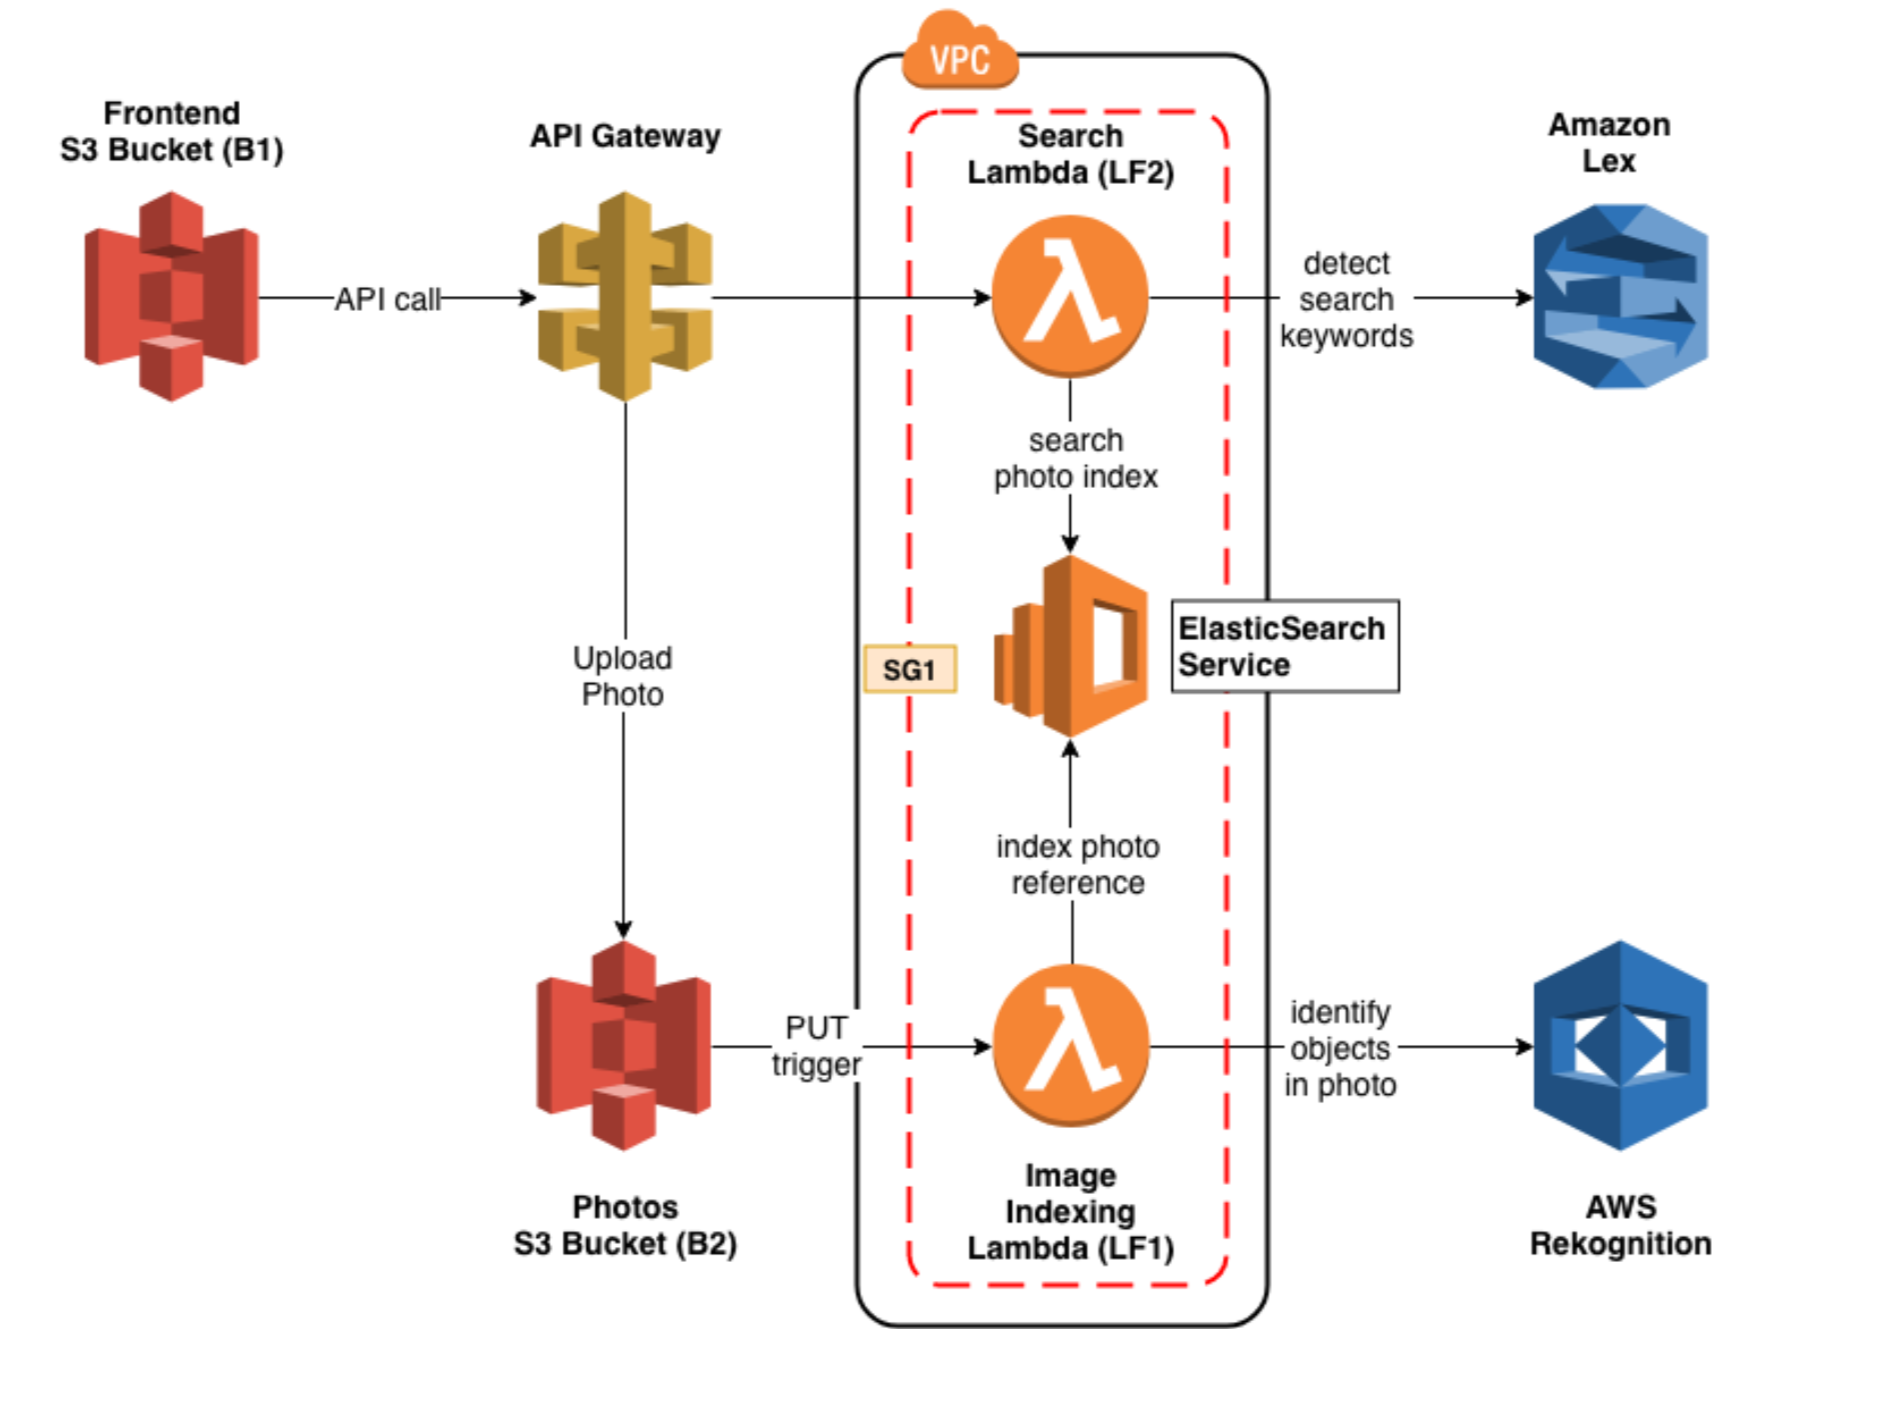 VPC
Frontend
S3 Bucket (B1)
API Gateway
Search
Lambda (LF2)
Amazon
Lex
API call
detect
search
keywords
search
photo index
Upload
Photo
SG1
ElasticSearch
Service
index photo
reference
PUT
trigger
identify
objects
in photo
Photos
S3 Bucket (B2)
Image
Indexing
Lambda (LF1)
AWS
Rekognition